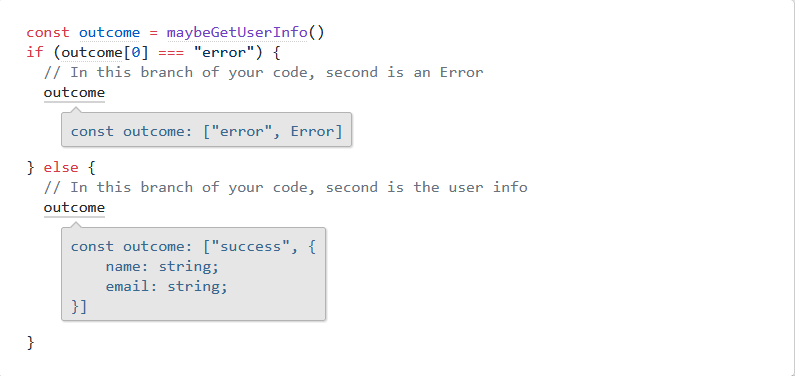 const outcome = maybeGetUserInfo()
if (outcome[0] === "error") {
  // In this branch of your code, second is an Error
  outcome
const outcome: ["error", Error]
} else {
  // In this branch of your code, second is the user info
  outcome
const outcome: ["success", {
    name: string;
    email: string;
}]
}